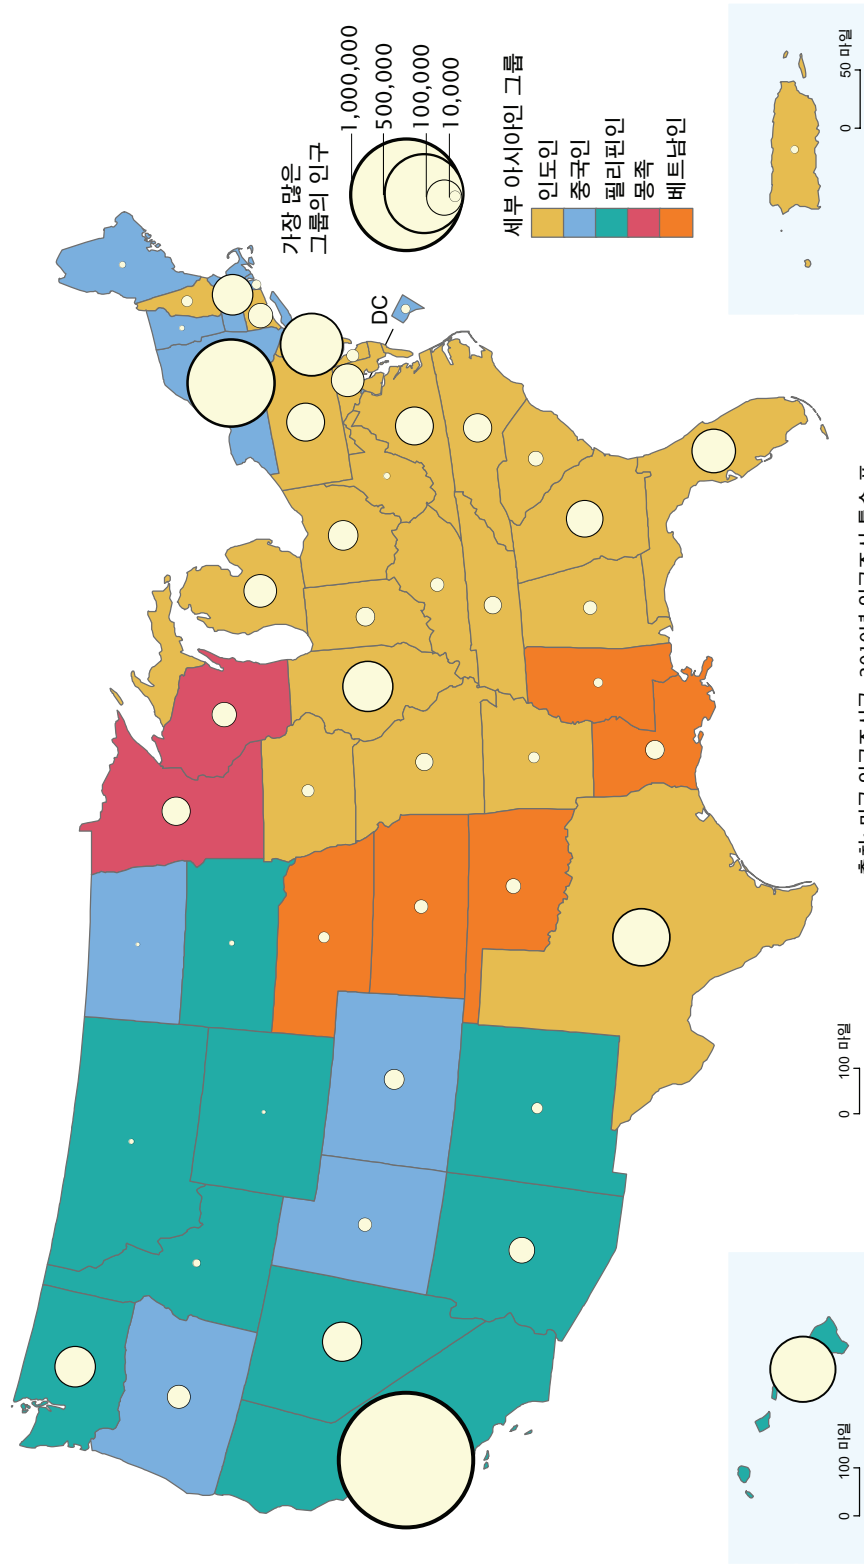 가장 많은
그룹의 인구
1,000,000
500,000
100,000
10,000
세부 아시아인 그룹
인도인
중국인
필리핀인
몽족
베트남인
DC
0 50 마일
0 100 마일
0 100 마일